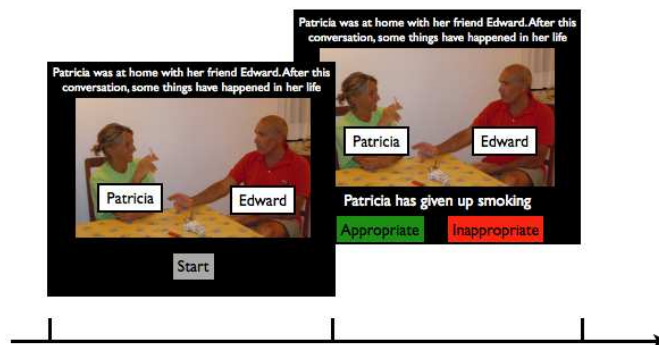 Patricia was at home with her friend Edward. After this
conversation, some things have happened in her life
Patricia
Edward
Start
Patricia was at home with her friend Edward. After this
conversation, some things have happened in her life
Patricia
Edward
Patricia has given up smoking
Appropriate
Inappropriate